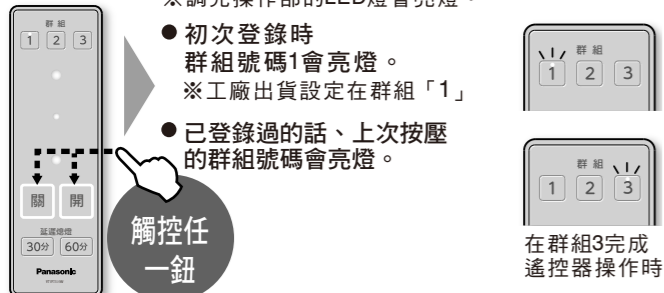 ※調光操作部的LED燈會亮燈。
群組
1 2 3
關 開
延遲熄燈
30分 60分
Panasonic
觸控任
一鈕
●初次登錄時
群組號碼1會亮燈。
※工廠出貨設定在群組「1」
●已登錄過的話、上次按壓
的群組號碼會亮燈。
群組
1 2 3
群組
1 2 3
在群組3完成
遙控器操作時